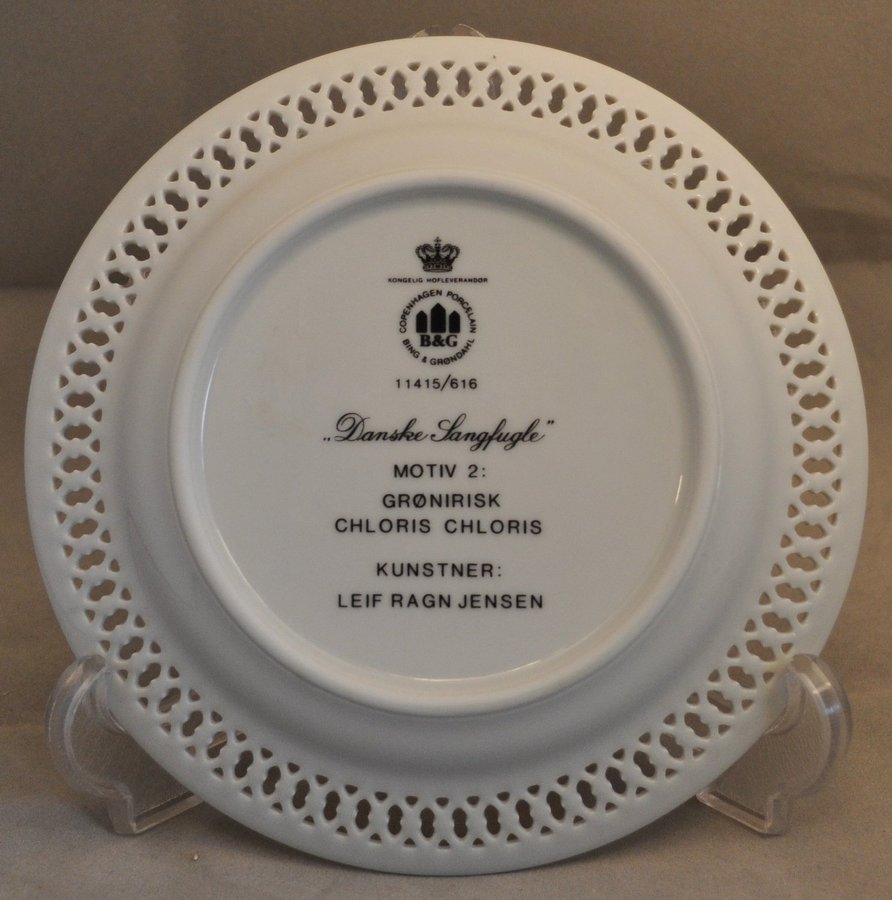 KONGELIG HOFLEVERANDØR
COPENHAGEN PORCELAIN
B&G
BING & GRØNDAHL
11415/616
„Danske Sangfugle”
MOTIV 2:
GRØNIRISK
CHLORIS CHLORIS
KUNSTNER:
LEIF RAGN JENSEN